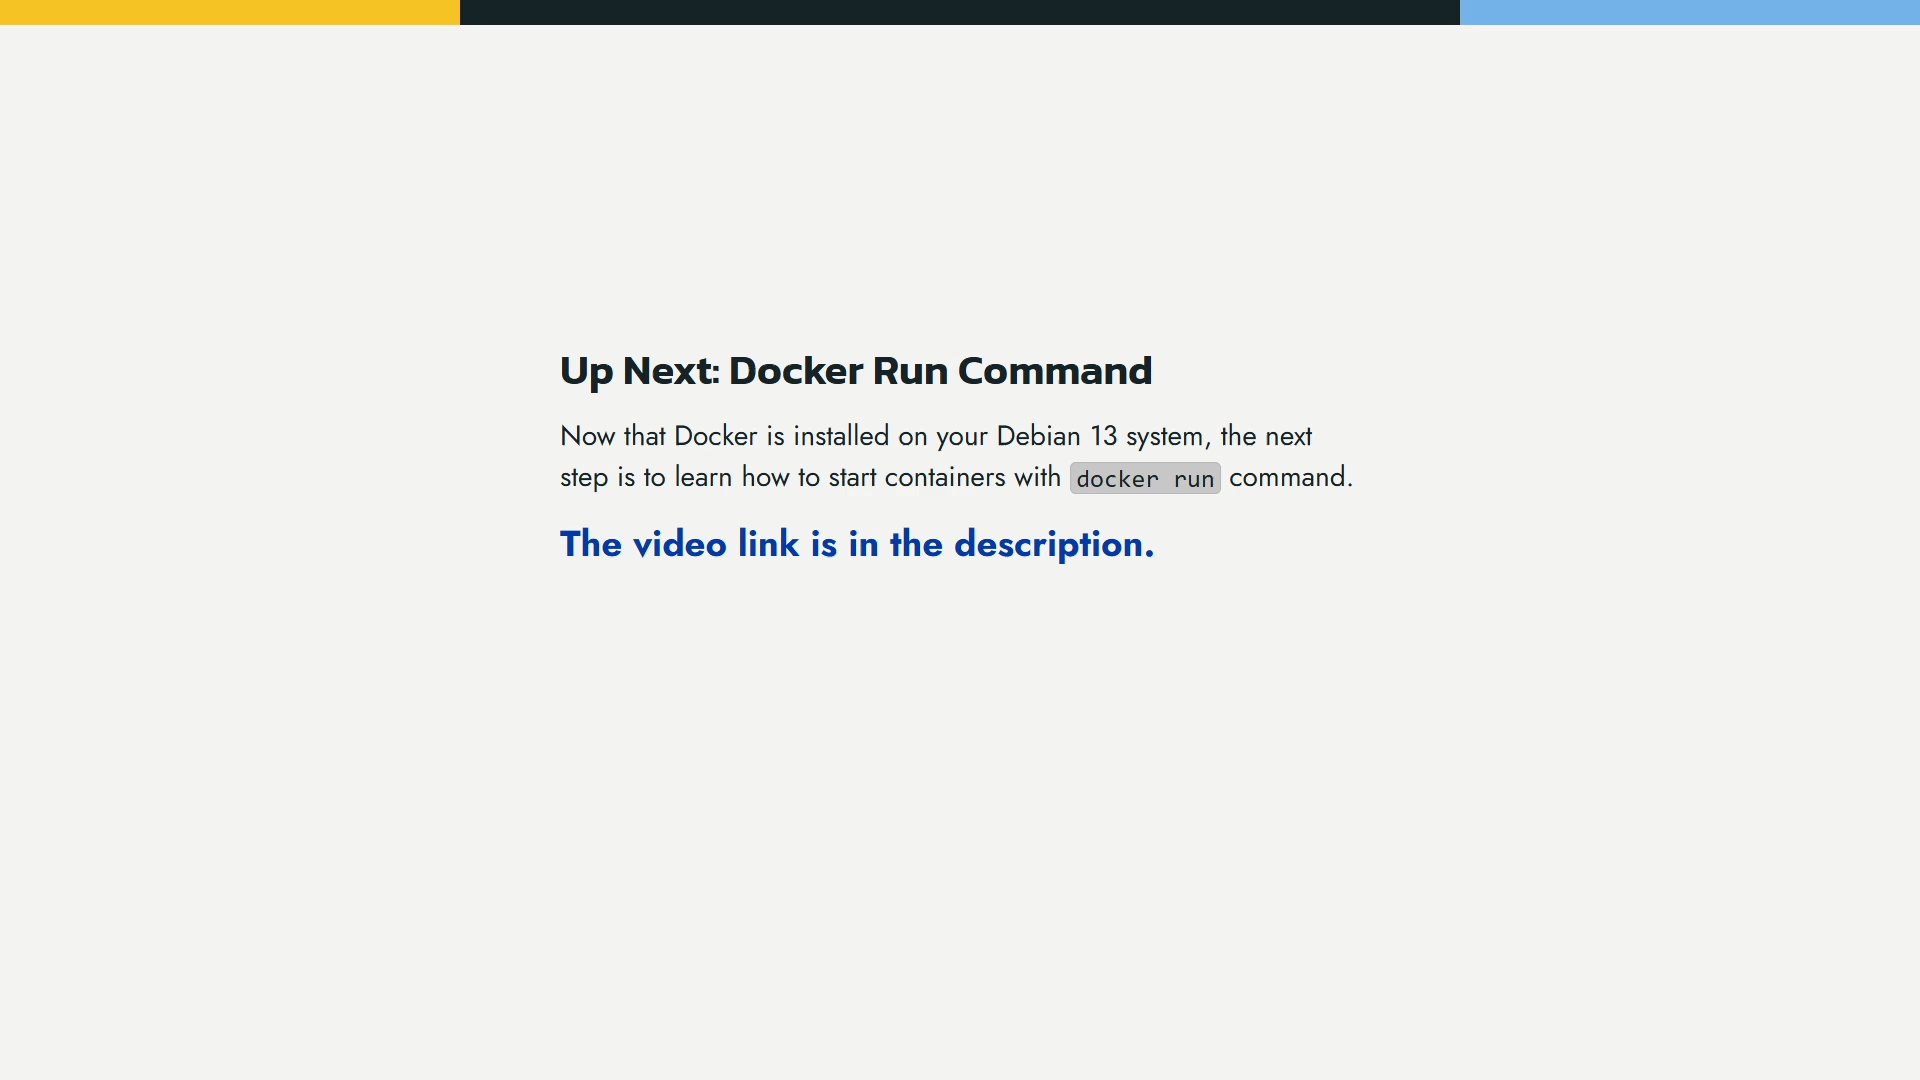 Up Next: Docker Run Command
Now that Docker is installed on your Debian 13 system, the next
step is to learn how to start containers with docker run command.
The video link is in the description.